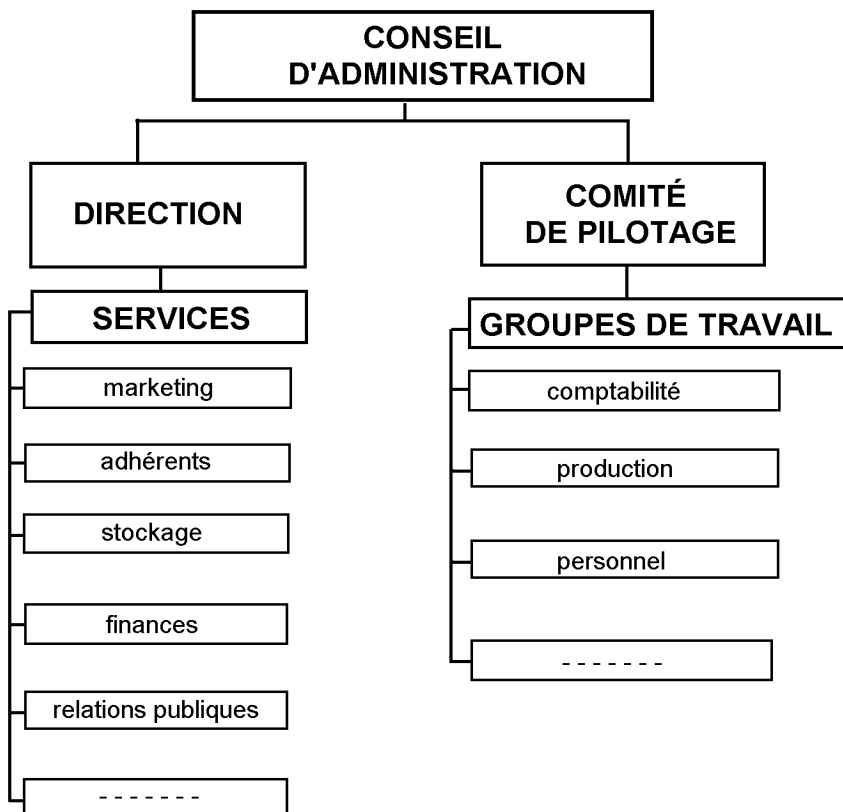 CONSEIL
D'ADMINISTRATION
DIRECTION
SERVICES
marketing
adhérents
stockage
finances
relations publiques
- - - - - - -
COMITÉ
DE PILOTAGE
GROUPES DE TRAVAIL
comptabilité
production
personnel
- - - - - - -